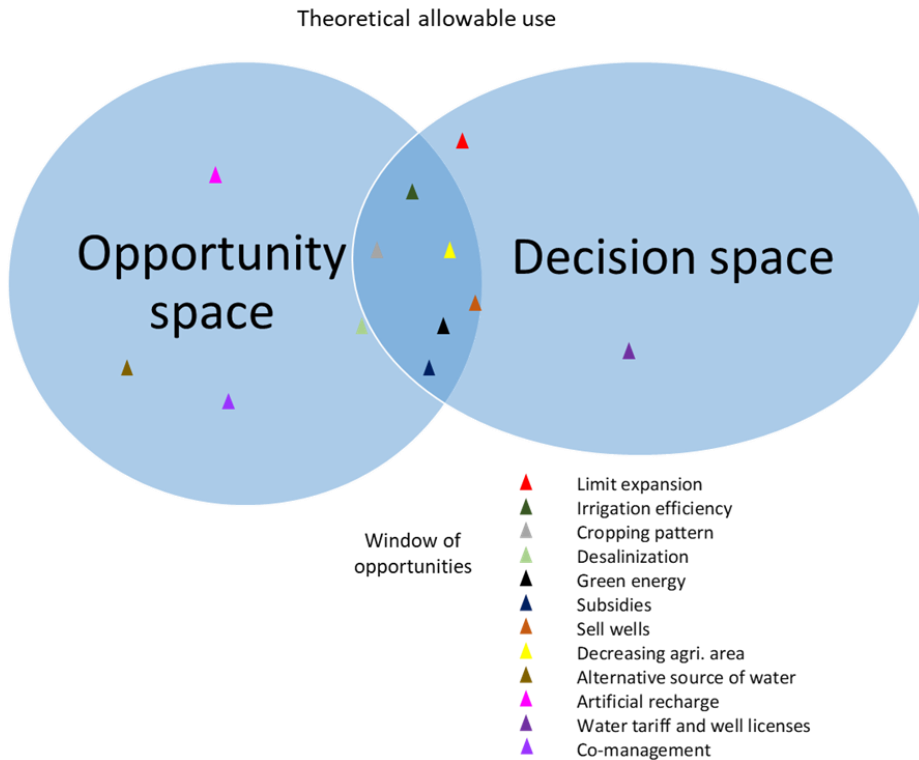 Theoretical allowable use
Opportunity
space
Decision space
Window of
opportunities
Limit expansion
Irrigation efficiency
Cropping pattern
Desalinization
Green energy
Subsidies
Sell wells
Decreasing agri. area
Alternative source of water
Artificial recharge
Water tariff and well licenses
Co-management